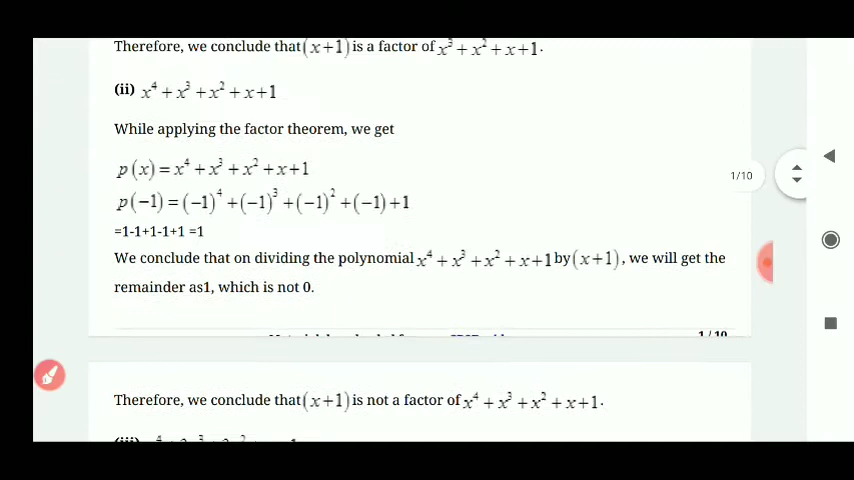 Therefore, we conclude that (x+1) is a factor of x³ + x² + x+1.
(ii) x⁴ + x³ + x² + x+1
While applying the factor theorem, we get
p(x) = x⁴ + x³ + x² + x+1
p(−1) = (−1)⁴ + (−1)³ + (−1)² + (−1)+1
=1-1+1-1+1 =1
1/10
We conclude that on dividing the polynomial x⁴ + x³ + x² + x+1 by (x+1), we will get the
remainder as1, which is not 0.
1 / 10
Therefore, we conclude that (x+1) is not a factor of x⁴ + x³ + x² + x+1.